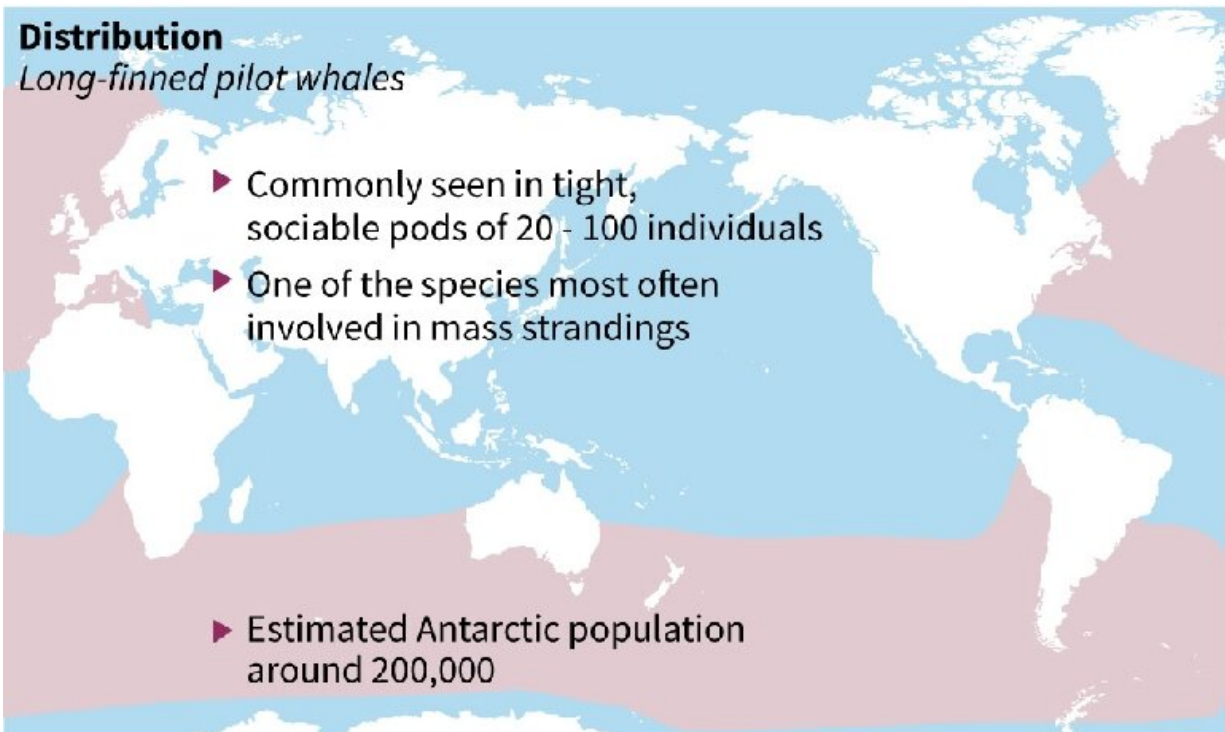 Distribution
Long-finned pilot whales
Commonly seen in tight,
sociable pods of 20 - 100 individuals
One of the species most often
involved in mass strandings
Estimated Antarctic population
around 200,000